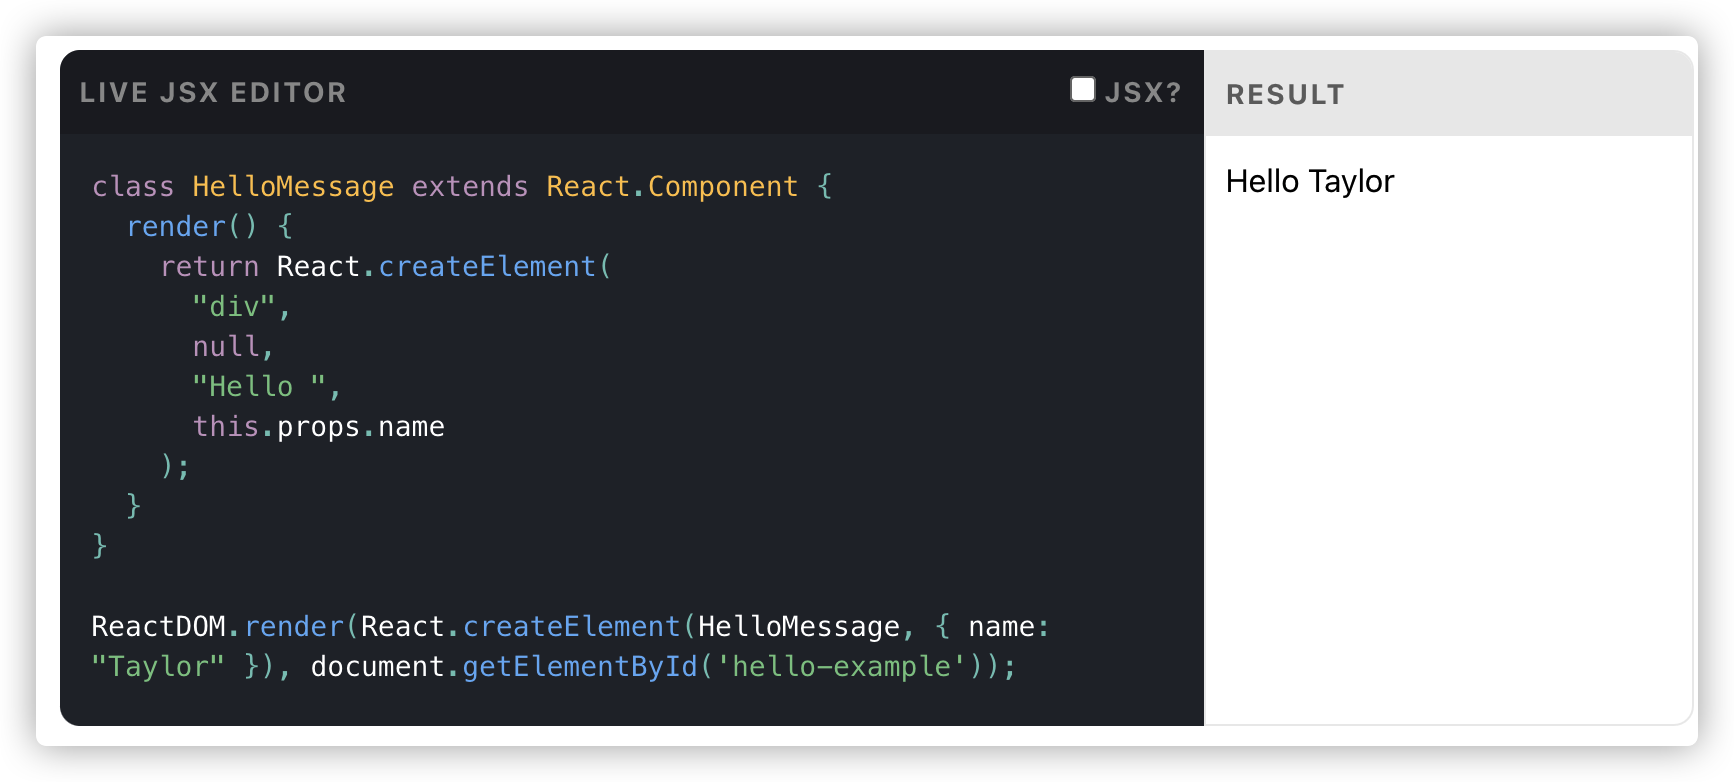 LIVE JSX EDITOR
JSX?
class HelloMessage extends React.Component {
  render() {
    return React.createElement(
      "div",
      null,
      "Hello ",
      this.props.name
    );
  }
}

ReactDOM.render(React.createElement(HelloMessage, { name:
"Taylor" }), document.getElementById('hello-example'));
RESULT
Hello Taylor